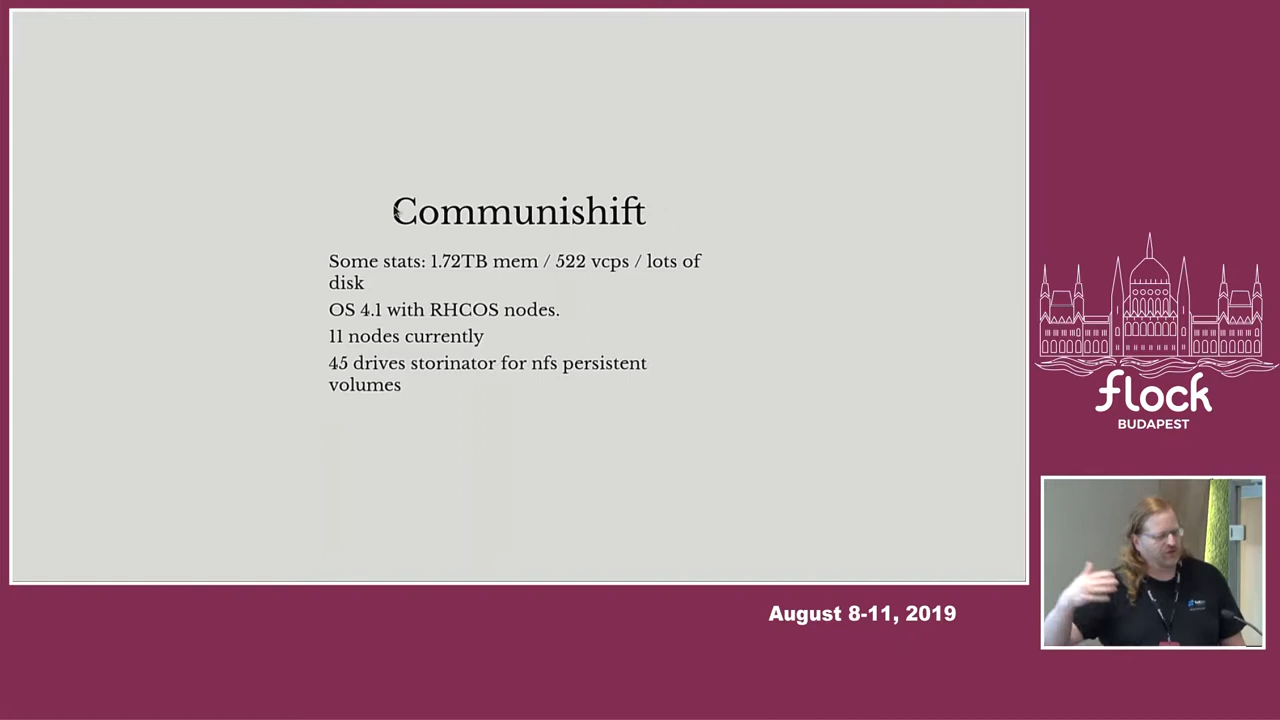 Communishift
Some stats: 1.72TB mem / 522 vcps / lots of
disk
OS 4.1 with RHCOS nodes.
11 nodes currently
45 drives storinator for nfs persistent
volumes
flock
BUDAPEST
August 8-11, 2019